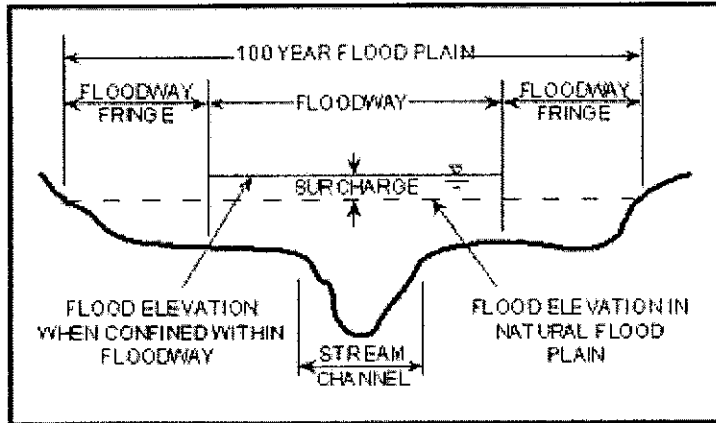 100 YEAR FLOOD PLAIN
FLOODWAY
FRINGE
FLOODWAY
FLOODWAY
FRINGE
SURCHARGE
FLOOD ELEVATION
WHEN CONFINED WITHIN
FLOODWAY
STREAM
CHANNEL
FLOOD ELEVATION IN
NATURAL FLOOD
PLAIN